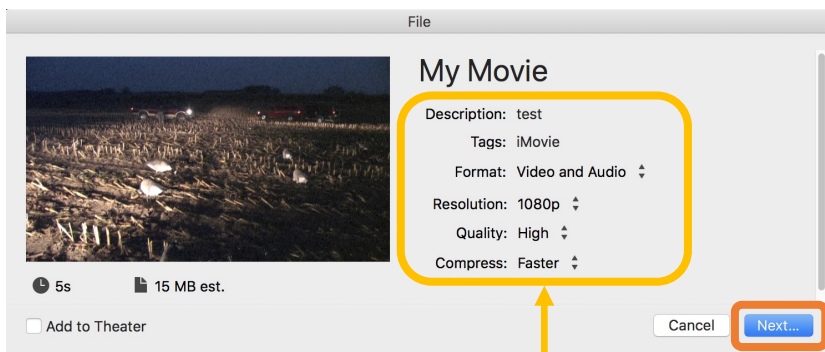 File
My Movie
Description: test
Tags: iMovie
Format: Video and Audio
Resolution: 1080p
Quality: High
Compress: Faster
5s
15 MB est.
Add to Theater
Cancel
Next...